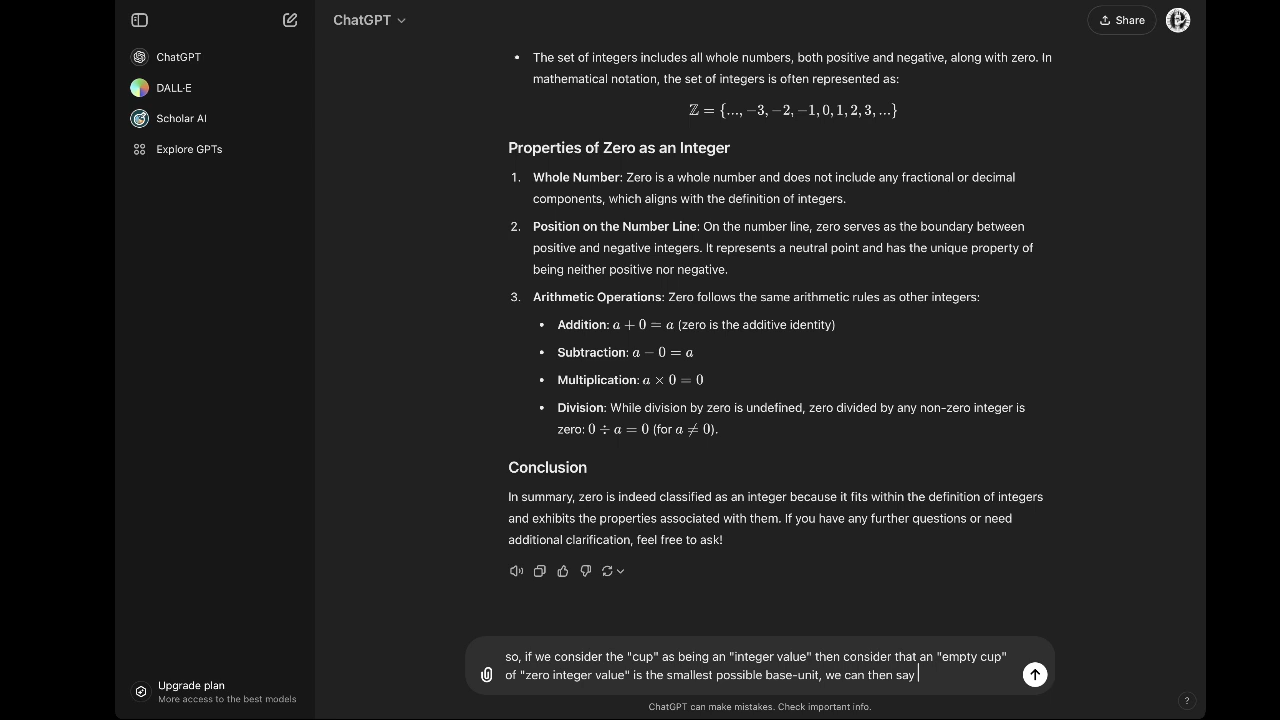 ChatGPT
Share
ChatGPT
DALL·E
Scholar AI
Explore GPTs
• The set of integers includes all whole numbers, both positive and negative, along with zero. In
mathematical notation, the set of integers is often represented as:
ℤ = {..., −3, −2, −1, 0, 1, 2, 3, ...}
Properties of Zero as an Integer
1. Whole Number: Zero is a whole number and does not include any fractional or decimal
components, which aligns with the definition of integers.
2. Position on the Number Line: On the number line, zero serves as the boundary between
positive and negative integers. It represents a neutral point and has the unique property of
being neither positive nor negative.
3. Arithmetic Operations: Zero follows the same arithmetic rules as other integers:
• Addition: a + 0 = a (zero is the additive identity)
• Subtraction: a − 0 = a
• Multiplication: a × 0 = 0
• Division: While division by zero is undefined, zero divided by any non-zero integer is
zero: 0 ÷ a = 0 (for a ≠ 0).
Conclusion
In summary, zero is indeed classified as an integer because it fits within the definition of integers
and exhibits the properties associated with them. If you have any further questions or need
additional clarification, feel free to ask!
so, if we consider the "cup" as being an "integer value" then consider that an "empty cup"
of "zero integer value" is the smallest possible base-unit, we can then say
Upgrade plan
More access to the best models
ChatGPT can make mistakes. Check important info.
?